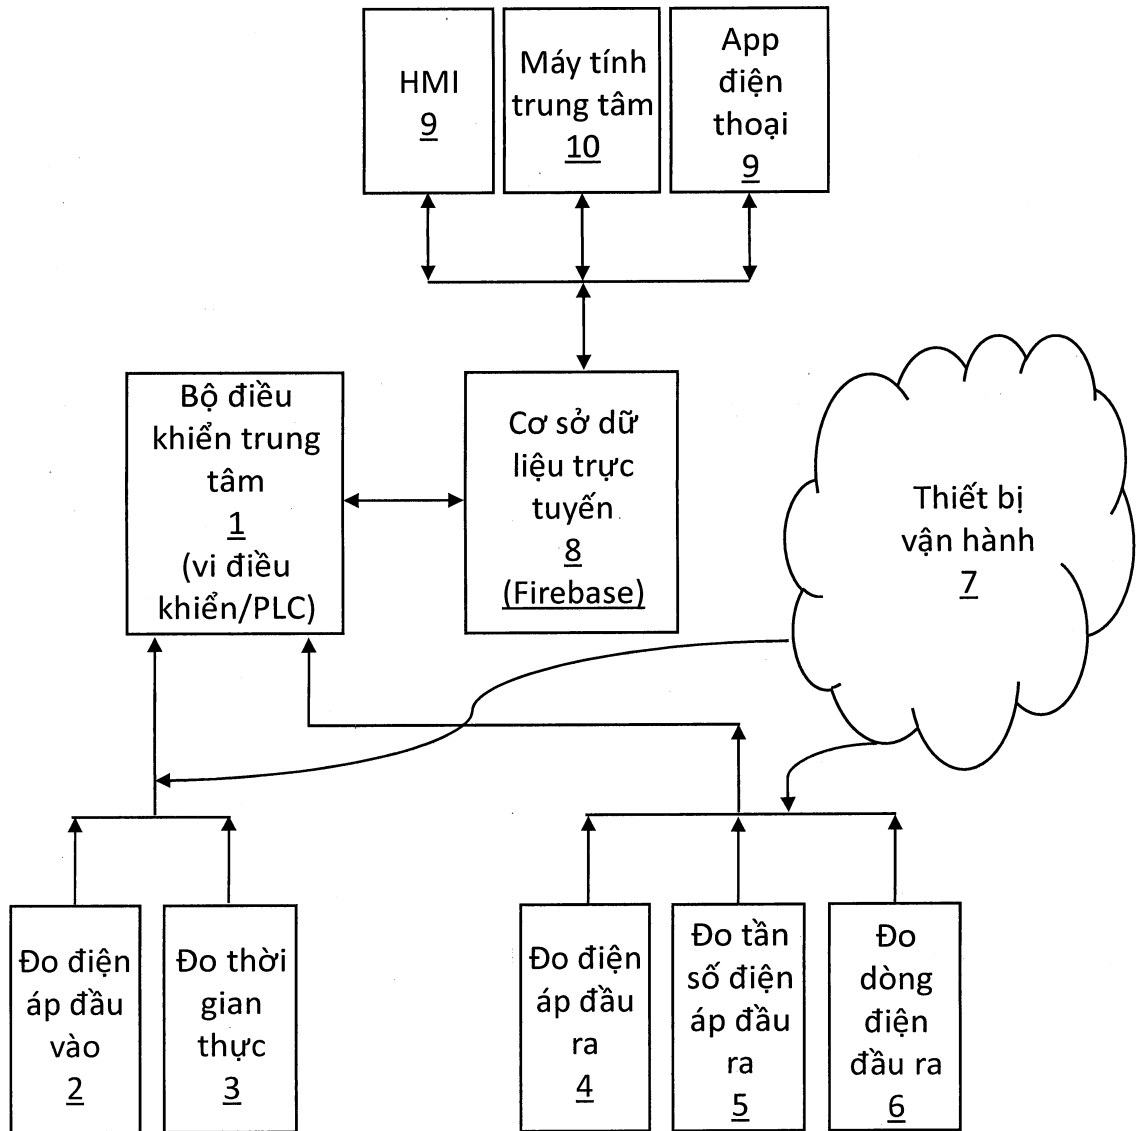 HMI
9
Máy tính
trung tâm
10
App
điện
thoại
9
Bộ điều
khiển trung
tâm
1
(vi điều
khiển/PLC)
Cơ sở dữ
liệu trực
tuyến
8
(Firebase)
Thiết bị
vận hành
7
Đo điện
áp đầu
vào
2
Đo thời
gian
thực
3
Đo điện
áp đầu
ra
4
Đo tần
số điện
áp đầu
ra
5
Đo
dòng
điện
đầu ra
6